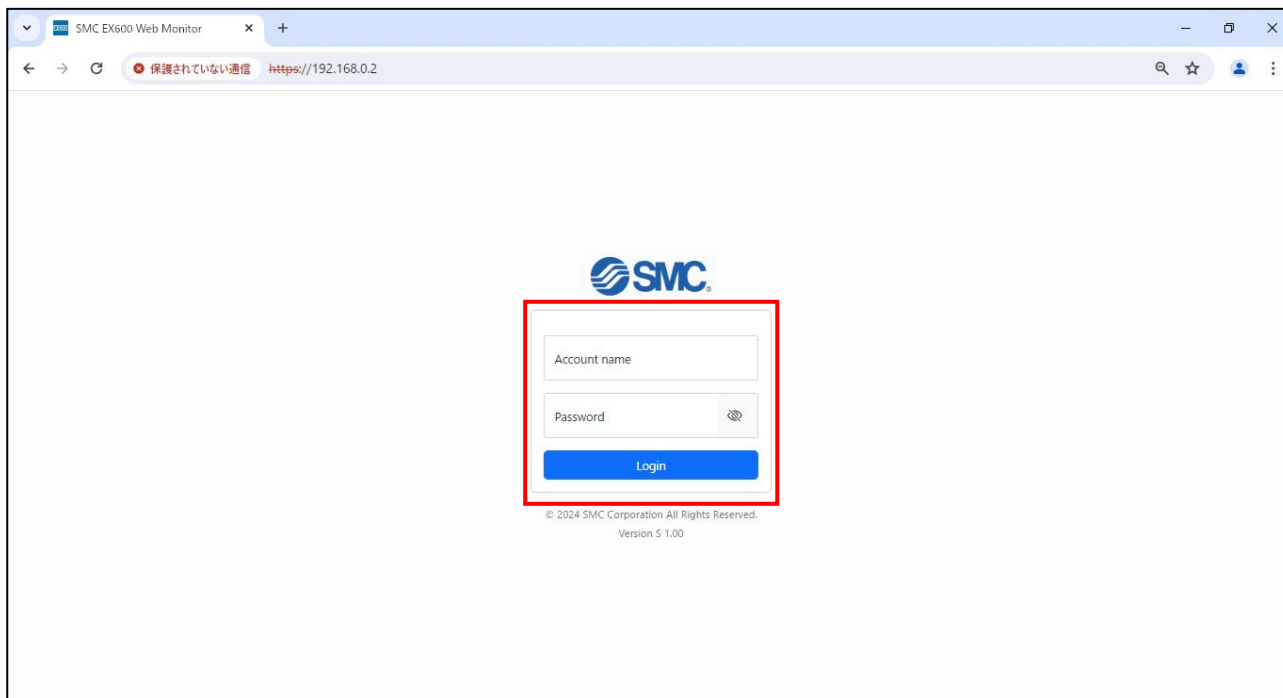 EX600 SMC EX600 Web Monitor
保護されていない通信 https://192.168.0.2
SMC
Account name
Password
Login
© 2024 SMC Corporation All Rights Reserved.
Version S 1.00